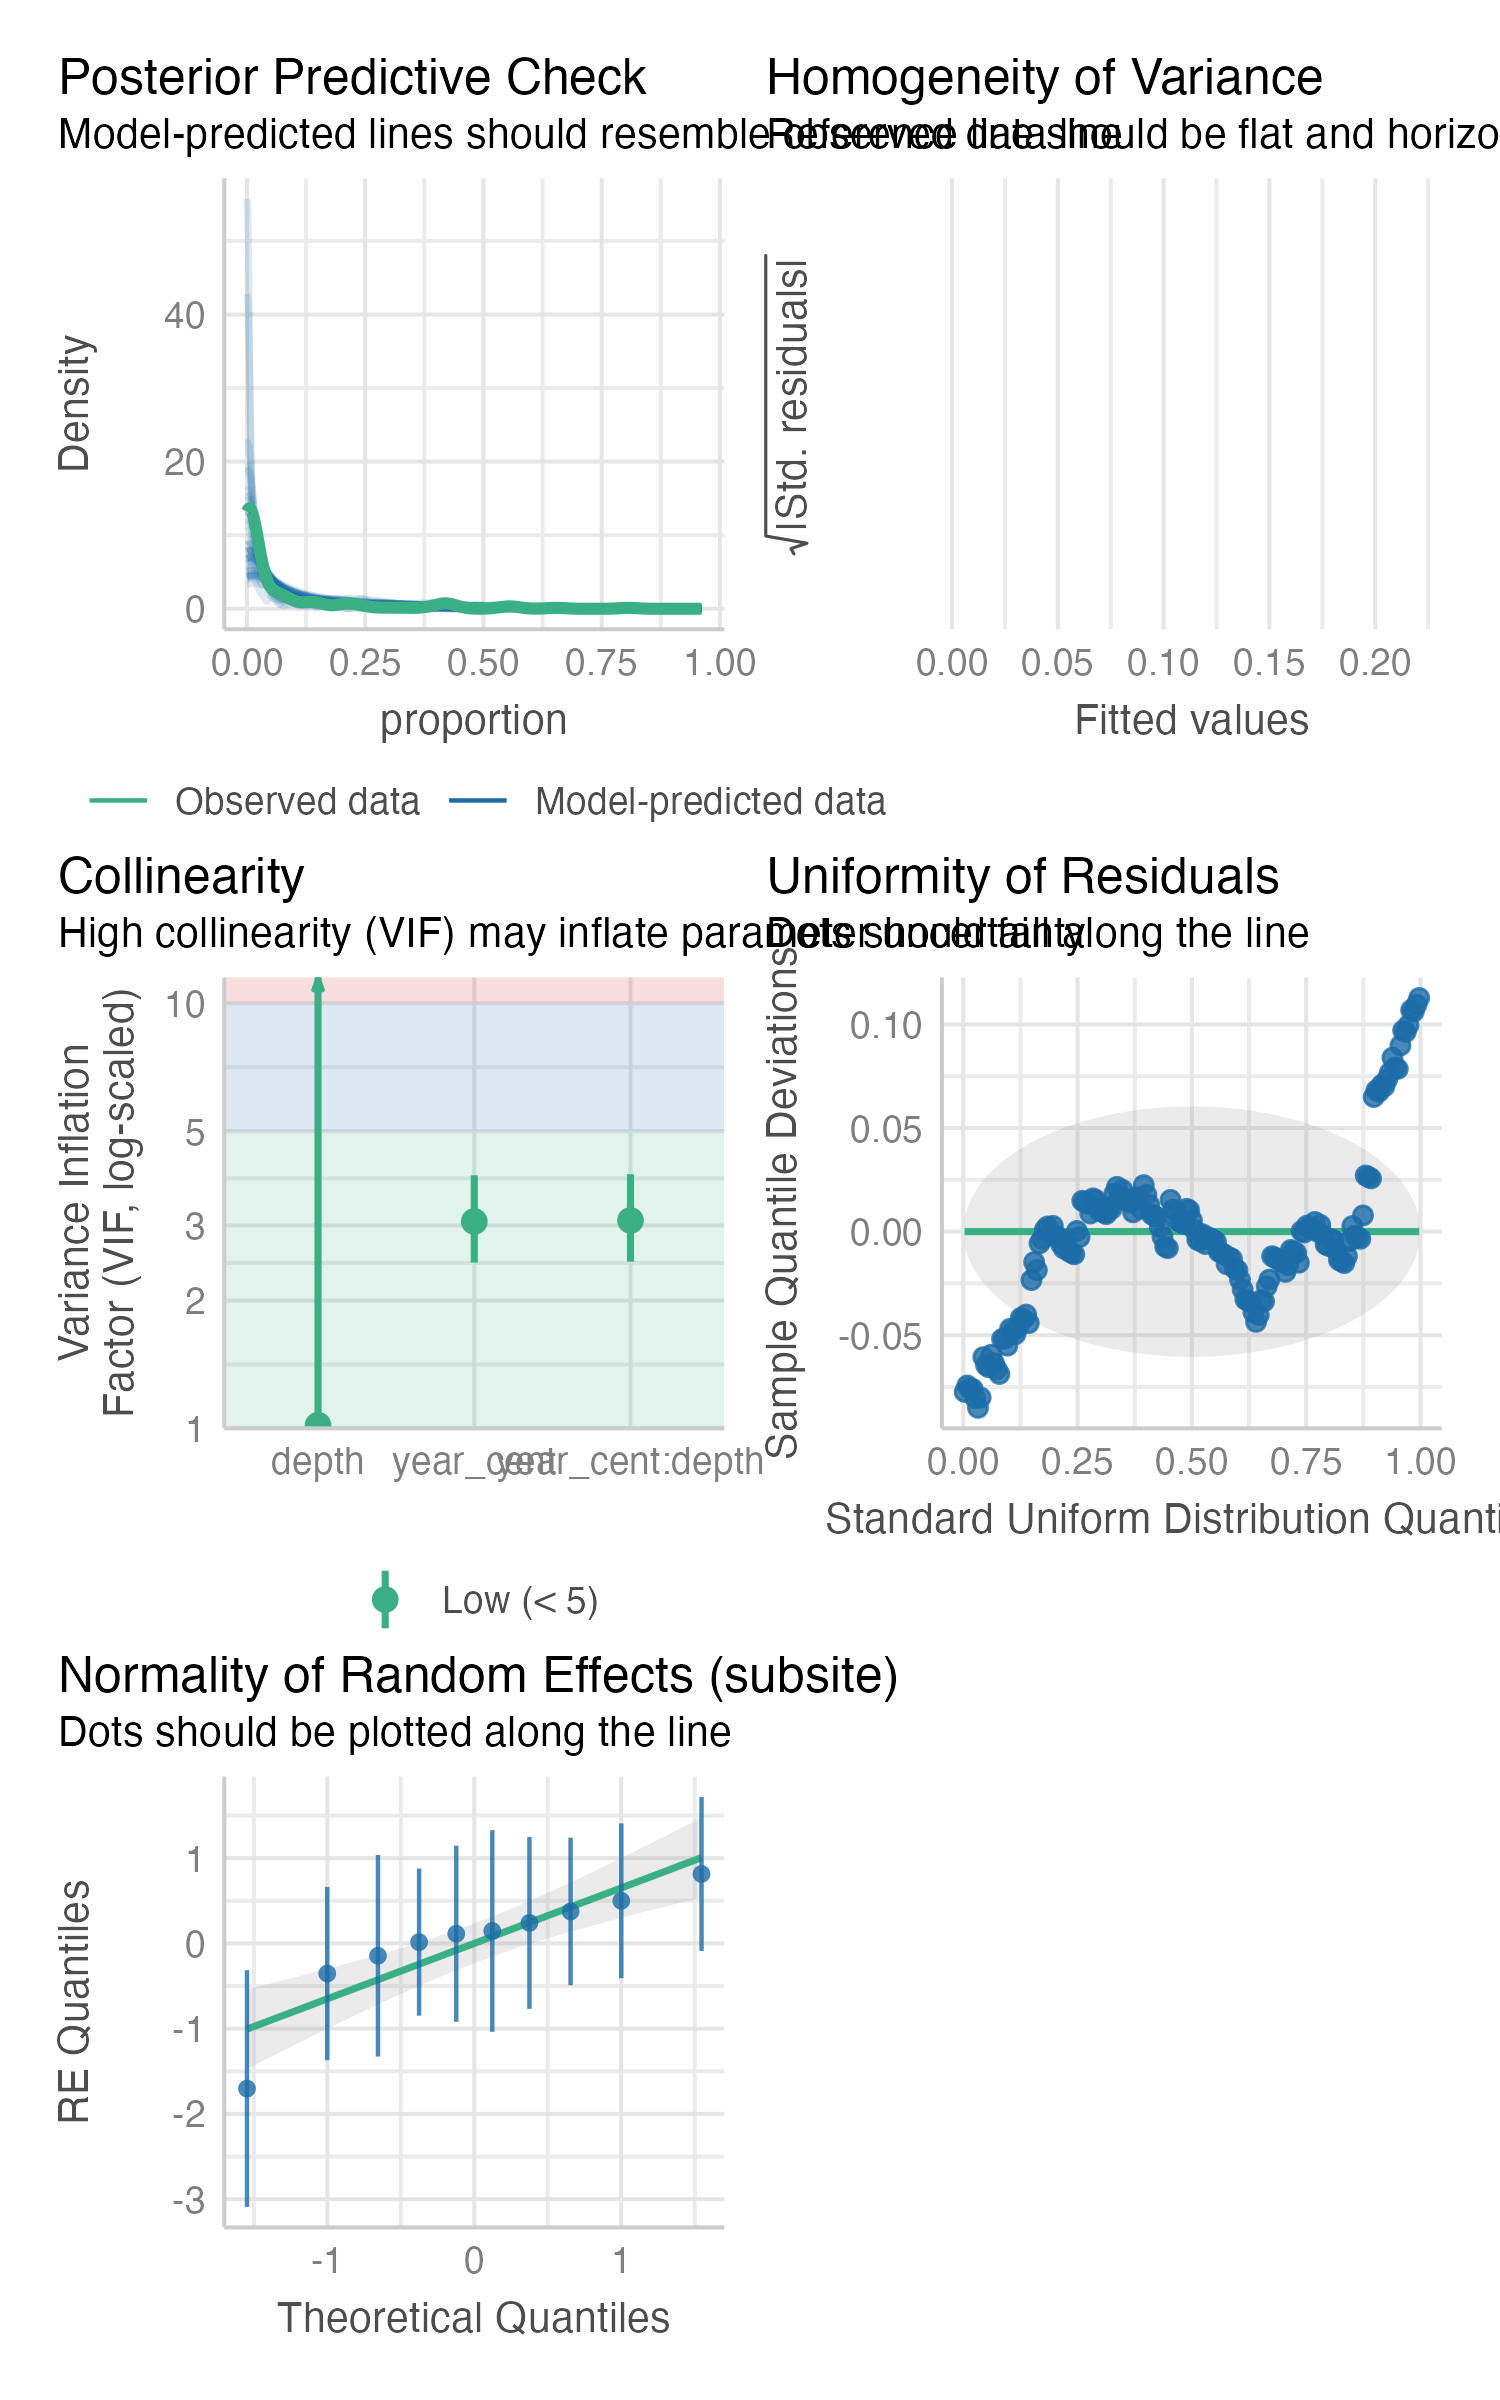 Posterior Predictive Check
Model-predicted lines should resemble observed data line
Density
40
20
0
0.00 0.25 0.50 0.75 1.00
proportion
Observed data Model-predicted data
Homogeneity of Variance
Reference line should be flat and horizo
√|Std. residuals|
0.00 0.05 0.10 0.15 0.20
Fitted values
Collinearity
High collinearity (VIF) may inflate parameter uncertainty
Variance Inflation
Factor (VIF, log-scaled)
10
5
3
2
1
depth year_cent year_cent:depth
Low (< 5)
Uniformity of Residuals
Dots should fall along the line
Sample Quantile Deviations
0.10
0.05
0.00
-0.05
0.00 0.25 0.50 0.75 1.00
Standard Uniform Distribution Quanti
Normality of Random Effects (subsite)
Dots should be plotted along the line
RE Quantiles
1
0
-1
-2
-3
-1 0 1
Theoretical Quantiles